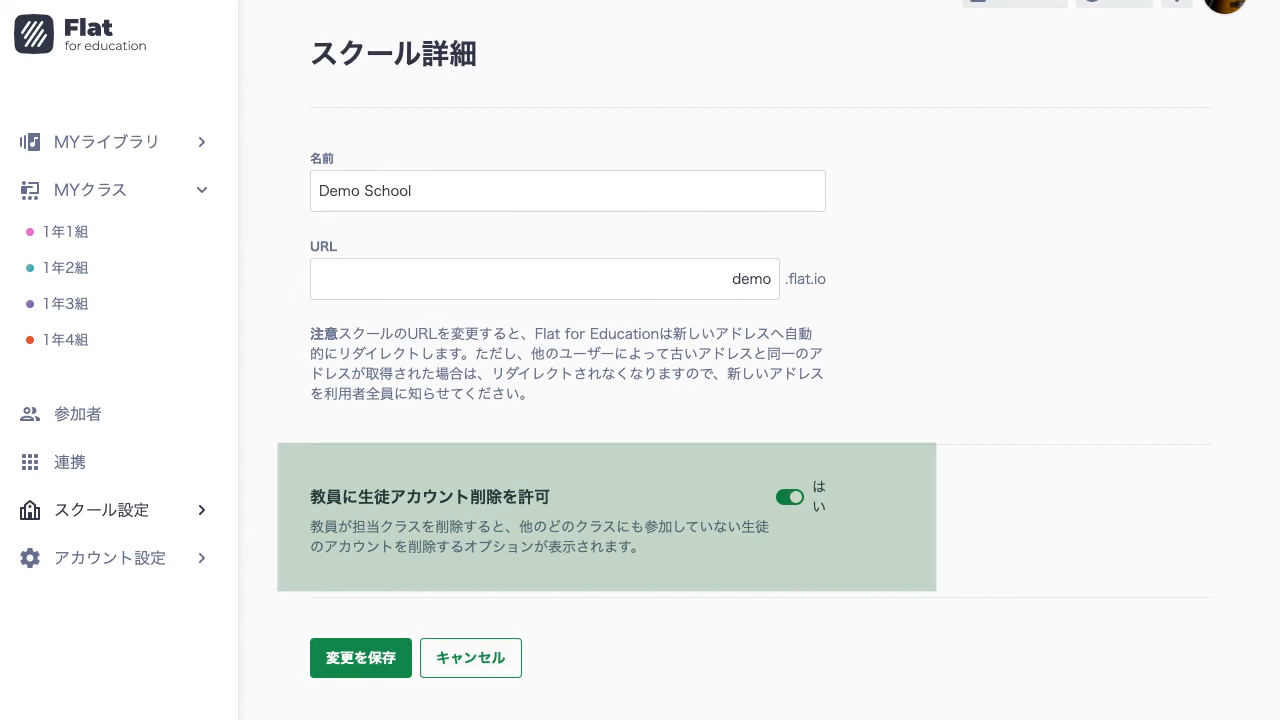 Flat
for education
MYライブラリ
MYクラス
1年1組
1年2組
1年3組
1年4組
参加者
連携
スクール設定
アカウント設定
スクール詳細
名前
Demo School
URL
demo .flat.io
注意スクールのURLを変更すると、Flat for Educationは新しいアドレスへ自動
的にリダイレクトします。ただし、他のユーザーによって古いアドレスと同一のア
ドレスが取得された場合は、リダイレクトされなくなりますので、新しいアドレス
を利用者全員に知らせてください。
教員に生徒アカウント削除を許可
は
い
教員が担当クラスを削除すると、他のどのクラスにも参加していない生徒
のアカウントを削除するオプションが表示されます。
変更を保存 キャンセル